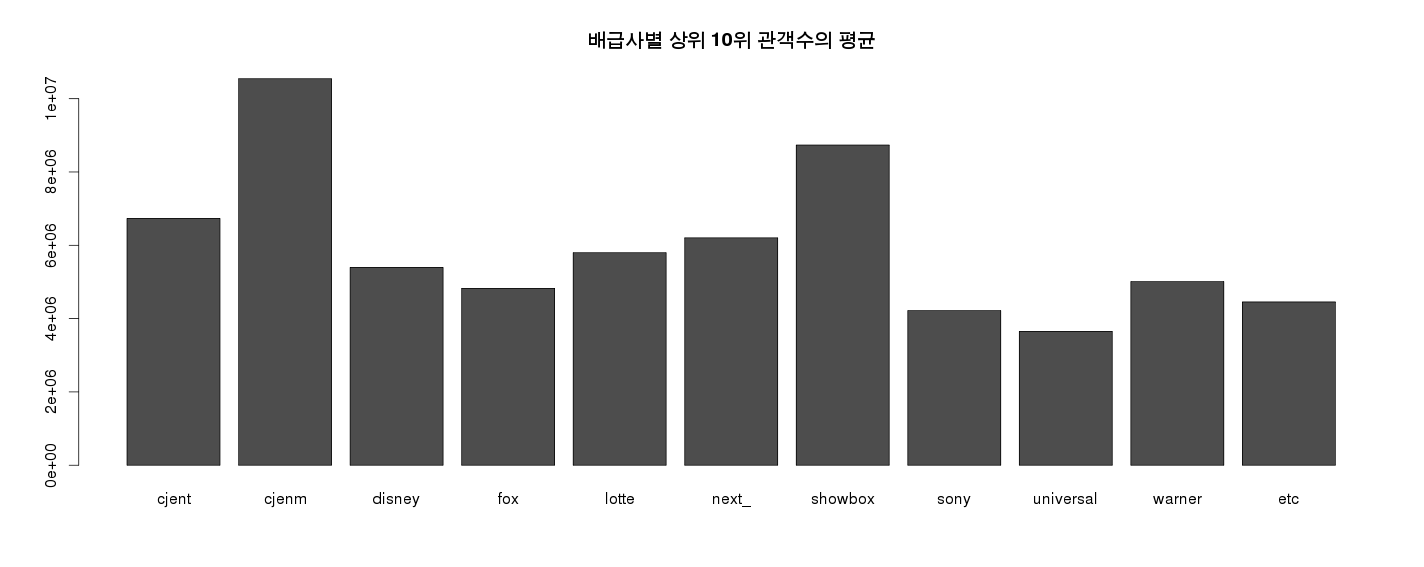 배급사별 상위 10위 관객수의 평균
1e+07
8e+06
6e+06
4e+06
2e+06
0e+00
cjent cjenm disney fox lotte next_ showbox sony universal warner etc